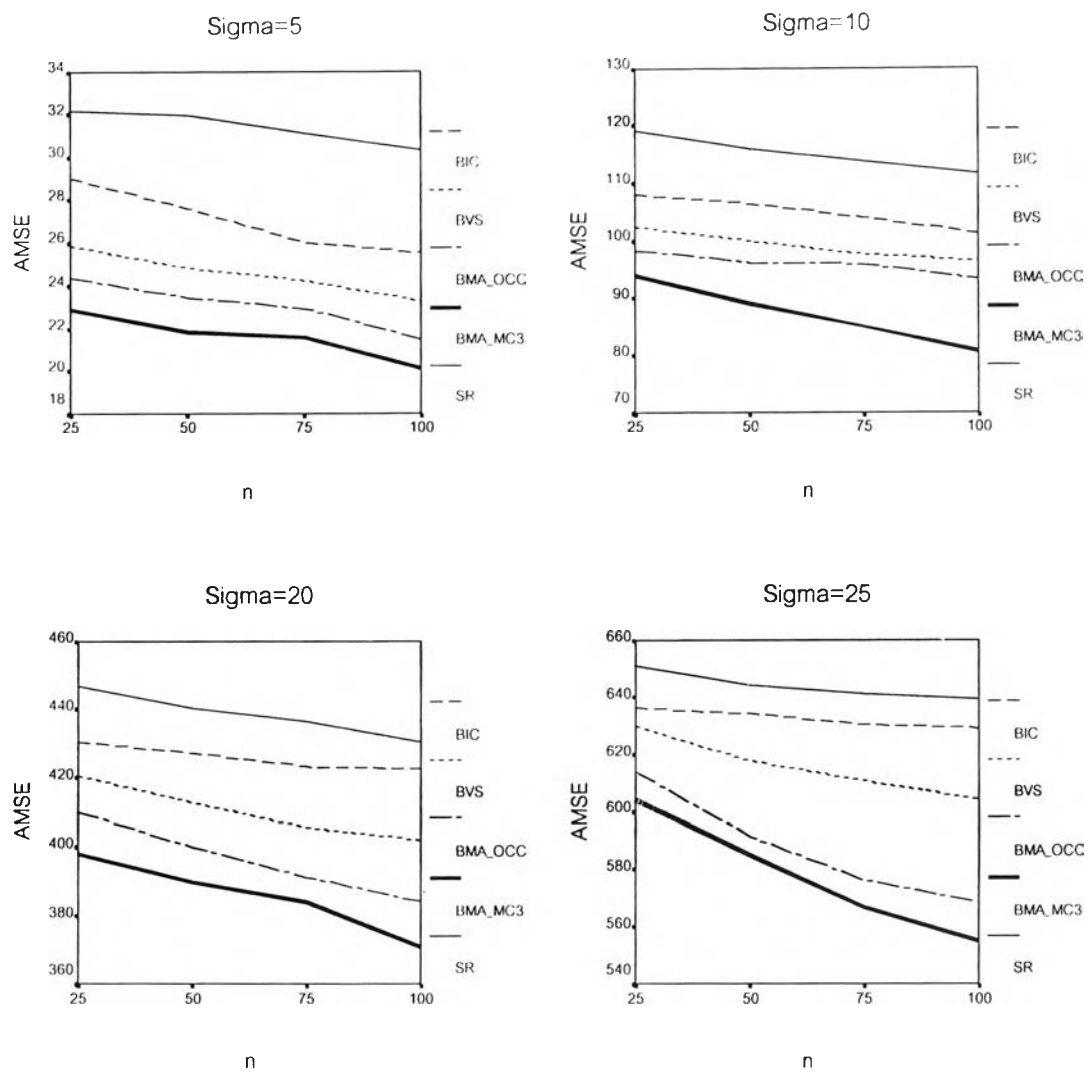 Sigma=5
34
32
30
28
26
24
22
20
18
AMSE
25
50
75
100
n
BIC
BVS
BMA_OCC
BMA_MC3
SR
Sigma=10
130
120
110
100
90
80
70
AMSE
25
50
75
100
n
BIC
BVS
BMA_OCC
BMA_MC3
SR
Sigma=20
460
440
420
400
380
360
AMSE
25
50
75
100
n
BIC
BVS
BMA_OCC
BMA_MC3
SR
Sigma=25
660
640
620
600
580
560
540
AMSE
25
50
75
100
n
BIC
BVS
BMA_OCC
BMA_MC3
SR